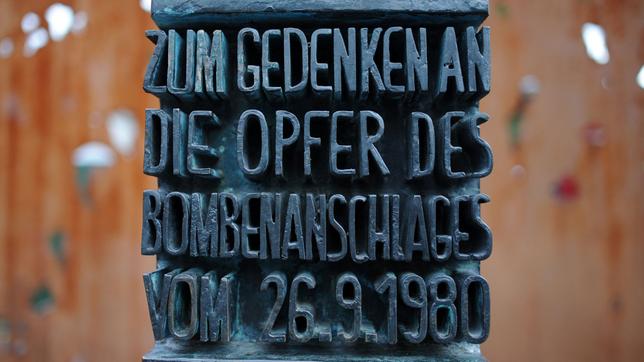 ZUM GEDENKEN AN
DIE OPFER DES
BOMBENANSCHLAGES
VOM 26.9.1980